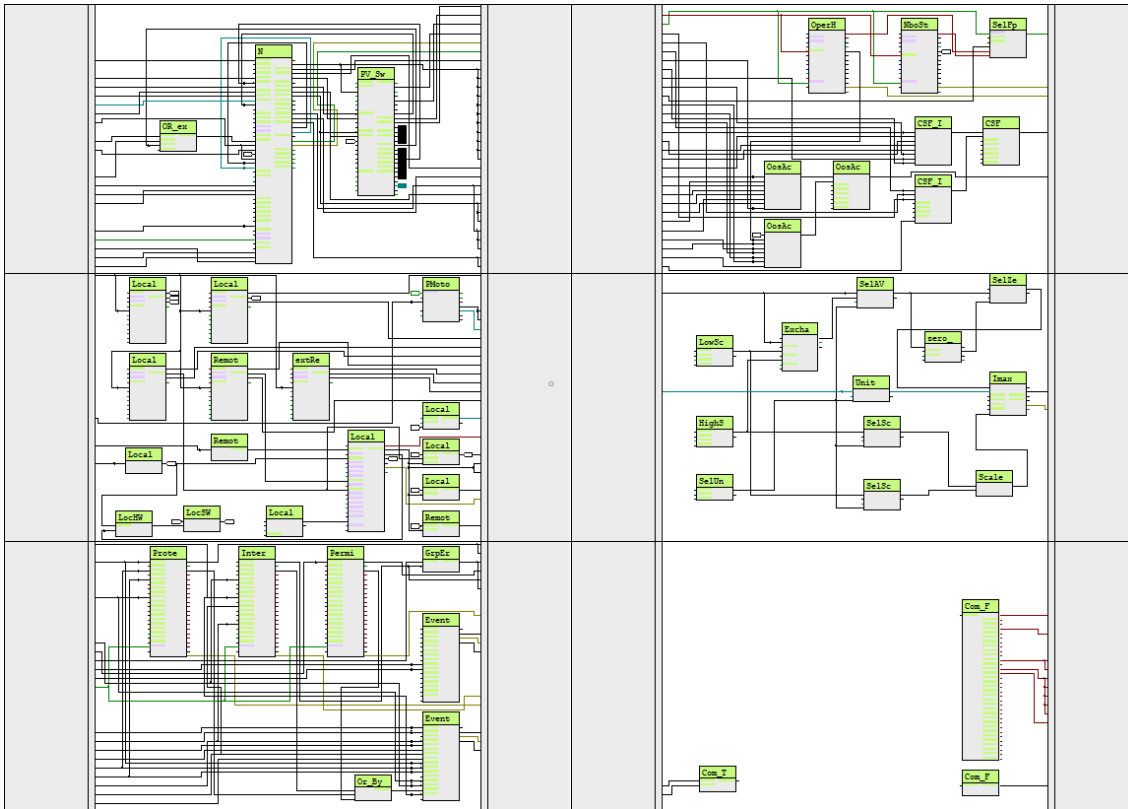 N
PV_Sw
OR_ex
OperH
NboSt
SelFp
CSF_I
CSF
OosAc
OosAc
CSF_I
OosAc
Local
Local
PMoto
Local
Remot
extRe
Local
Remot
Local
Local
Local
Local
LocHW
LocSW
Local
Remot
SelAV
SelZe
Excha
LowSc
zero_
Unit
Imax
HighS
SelSc
SelUn
SelSc
Scale
Prote
Inter
Permi
GrpEr
Event
Event
Or_By
Com_F
Com_T
Com_F